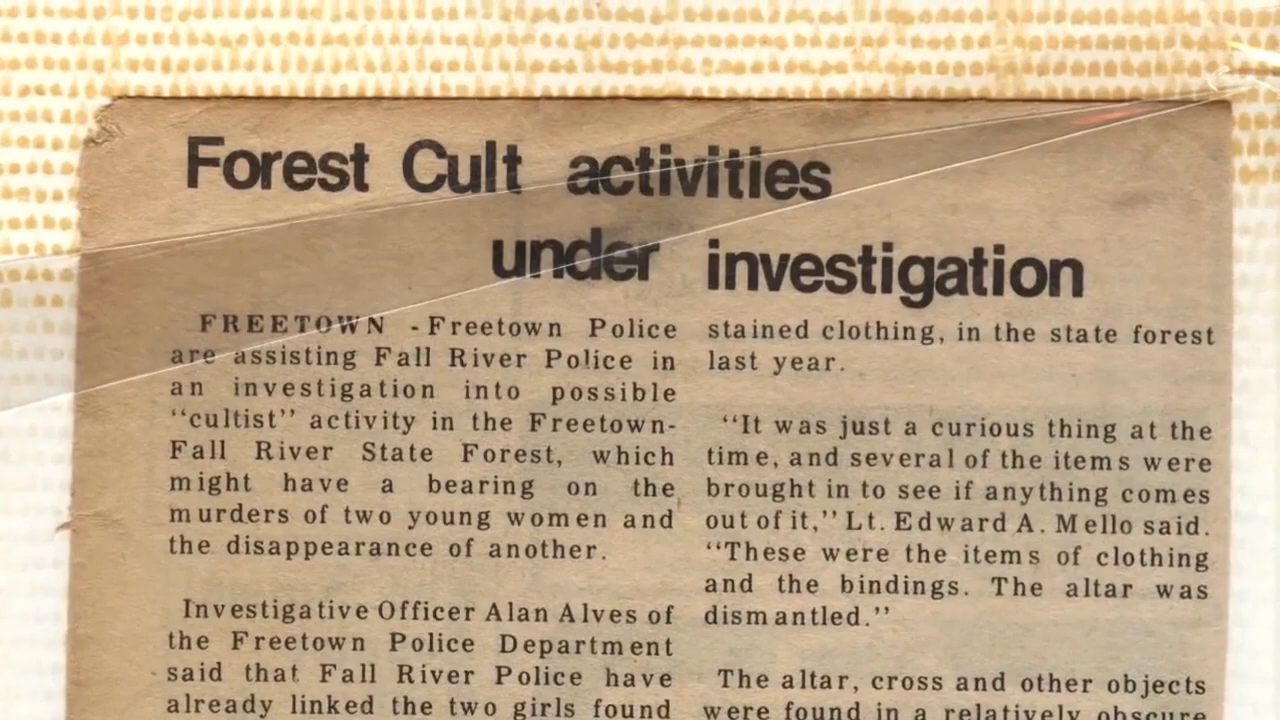 Forest Cult activities
under investigation
FREETOWN - Freetown Police
are assisting Fall River Police in
an investigation into possible
“cultist” activity in the Freetown-
Fall River State Forest, which
might have a bearing on the
murders of two young women and
the disappearance of another.
Investigative Officer Alan Alves of
the Freetown Police Department
said that Fall River Police have
already linked the two girls found
stained clothing, in the state forest
last year.
“It was just a curious thing at the
time, and several of the items were
brought in to see if anything comes
out of it,” Lt. Edward A. Mello said.
“These were the items of clothing
and the bindings. The altar was
dismantled.”
The altar, cross and other objects
were found in a relatively obscure